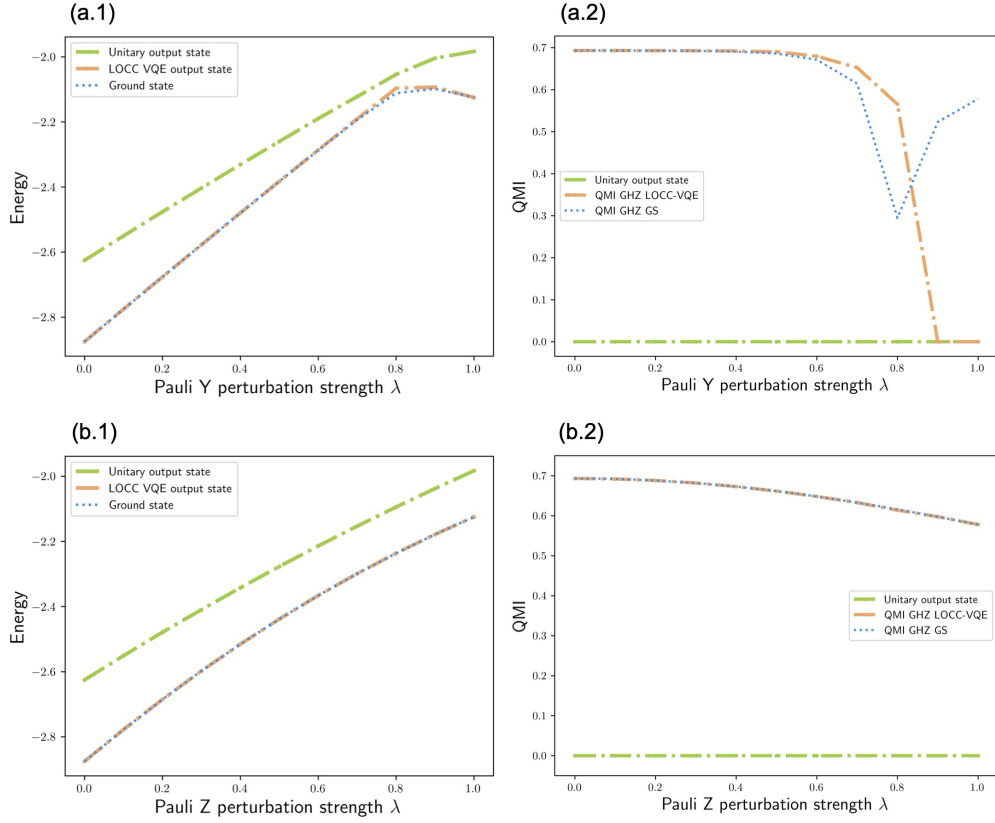 (a.1)
Unitary output state
LOCC VQE output state
Ground state
Energy
−2.0
−2.2
−2.4
−2.6
−2.8
0.0 0.2 0.4 0.6 0.8 1.0
Pauli Y perturbation strength λ
(a.2)
QMI
0.7
0.6
0.5
0.4
0.3
0.2
0.1
0.0
Unitary output state
QMI GHZ LOCC-VQE
QMI GHZ GS
0.0 0.2 0.4 0.6 0.8 1.0
Pauli Y perturbation strength λ
(b.1)
Unitary output state
LOCC VQE output state
Ground state
Energy
−2.0
−2.2
−2.4
−2.6
−2.8
0.0 0.2 0.4 0.6 0.8 1.0
Pauli Z perturbation strength λ
(b.2)
QMI
0.7
0.6
0.5
0.4
0.3
0.2
0.1
0.0
Unitary output state
QMI GHZ LOCC-VQE
QMI GHZ GS
0.0 0.2 0.4 0.6 0.8 1.0
Pauli Z perturbation strength λ